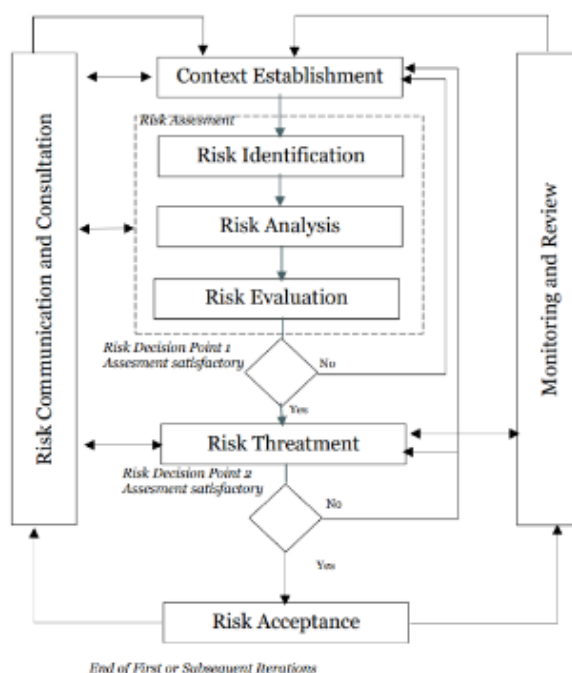 Context Establishment
Risk Assesment
Risk Identification
Risk Analysis
Risk Evaluation
Risk Decision Point 1
Assesment satisfactory
No
Yes
Risk Threatment
Risk Decision Point 2
Assesment satisfactory
No
Yes
Risk Acceptance
End of First or Subsequent Iterations
Risk Communication and Consultation
Monitoring and Review